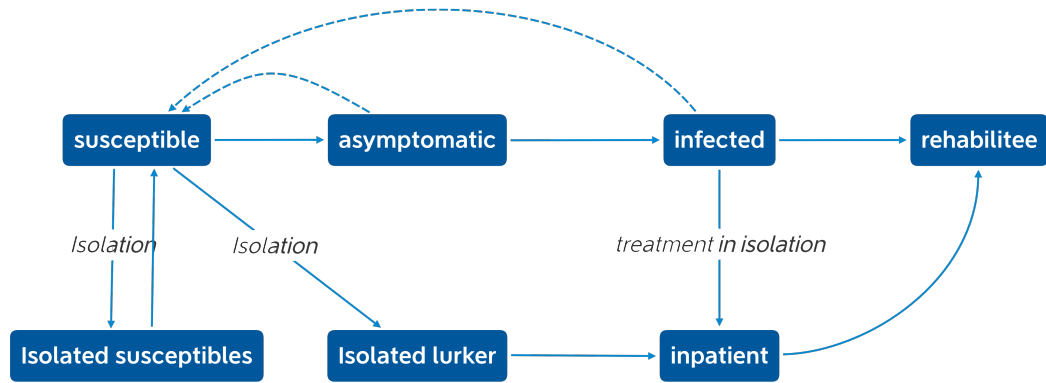 susceptible
asymptomatic
infected
rehabilitee
Isolation
Isolation
treatment in isolation
Isolated susceptibles
Isolated lurker
inpatient